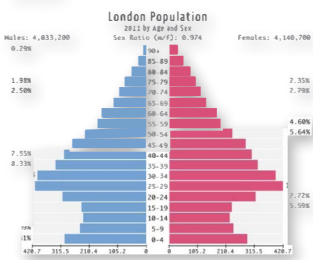 London Population
2011 by Age and Sex
Males: 4,033,200 Sex Ratio (m/f): 0.974 Females: 4,140,700
0.29% 90+
85-89
80-84
1.98% 75-79 2.35%
2.50% 70-74 2.79%
65-69
60-64
55-59 4.60%
50-54 5.64%
45-49
7.55% 40-44
8.33% 35-39
30-34
25-29
20-24 7.72%
15-19 5.59%
10-14
5-9
0-4
420.7 315.5 210.4 105.2 0 0 105.2 210.4 315.5 420.7